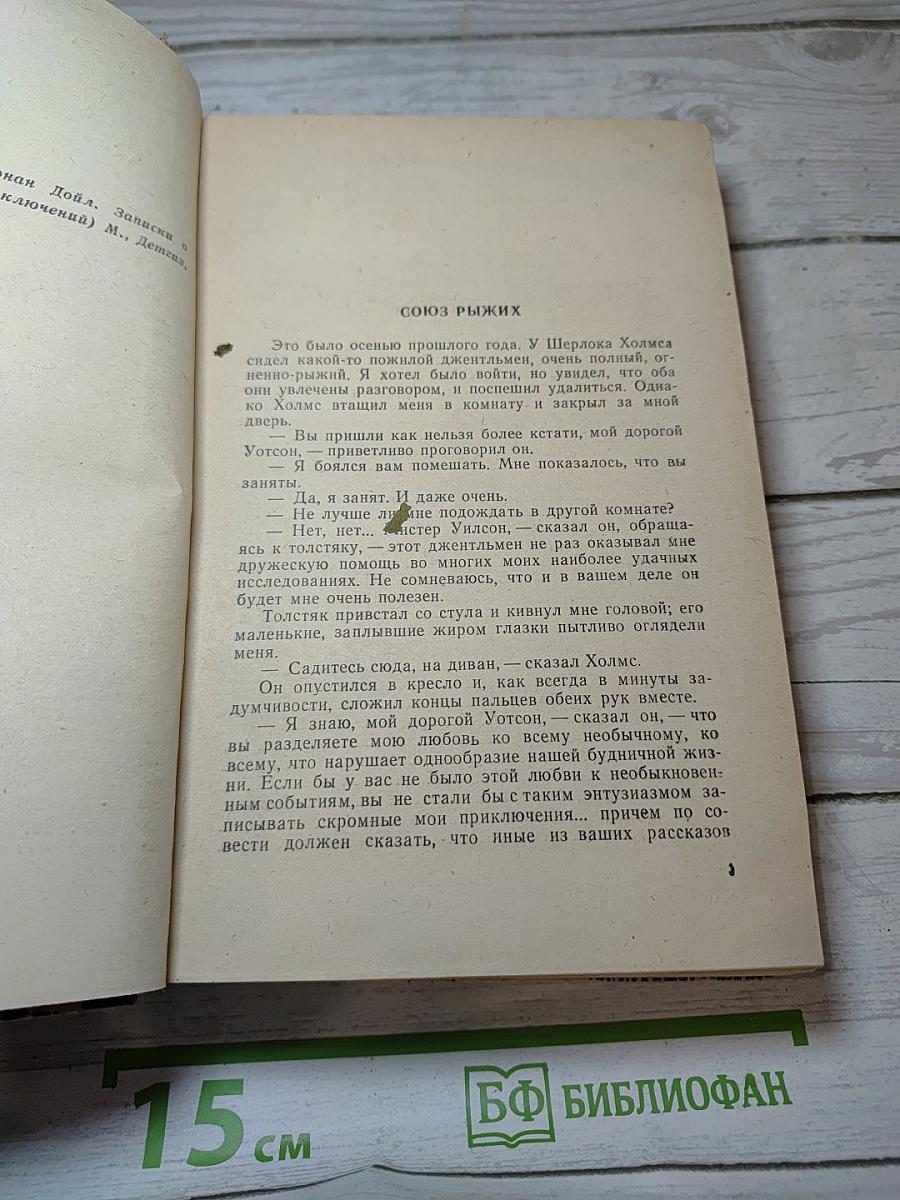 онан Дойл. Записки о
ключений) М., Детгиз,
СОЮЗ РЫЖИХ
Это было осенью прошлого года. У Шерлока Холмса
сидел какой-то пожилой джентльмен, очень полный, ог-
ненно-рыжий. Я хотел было войти, но увидел, что оба
они увлечены разговором, и поспешил удалиться. Одна-
ко Холмс втащил меня в комнату и закрыл за мной
дверь.
— Вы пришли как нельзя более кстати, мой дорогой
Уотсон, — приветливо проговорил он.
— Я боялся вам помешать. Мне показалось, что вы
заняты.
— Да, я занят. И даже очень.
— Не лучше ли мне подождать в другой комнате?
— Нет, нет... Мистер Уилсон, — сказал он, обраща-
ясь к толстяку, — этот джентльмен не раз оказывал мне
дружескую помощь во многих моих наиболее удачных
исследованиях. Не сомневаюсь, что и в вашем деле он
будет мне очень полезен.
Толстяк привстал со стула и кивнул мне головой; его
маленькие, заплывшие жиром глазки пытливо оглядели
меня.
— Садитесь сюда, на диван, — сказал Холмс.
Он опустился в кресло и, как всегда в минуты за-
думчивости, сложил концы пальцев обеих рук вместе.
— Я знаю, мой дорогой Уотсон, — сказал он, — что
вы разделяете мою любовь ко всему необычному, ко
всему, что нарушает однообразие нашей будничной жиз-
ни. Если бы у вас не было этой любви к необыкновен-
ным событиям, вы не стали бы с таким энтузиазмом за-
писывать скромные мои приключения... причем по со-
вести должен сказать, что иные из ваших рассказов
15 см
БФ БИБЛИОФАН